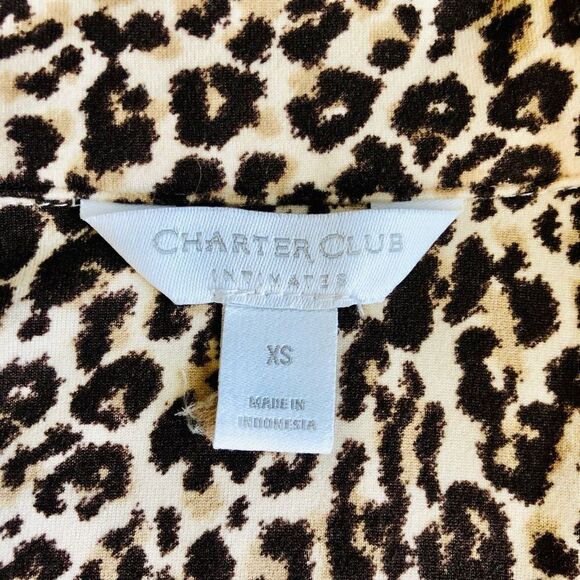 CHARTER CLUB
INTIMATES
XS
MADE IN
INDONESIA